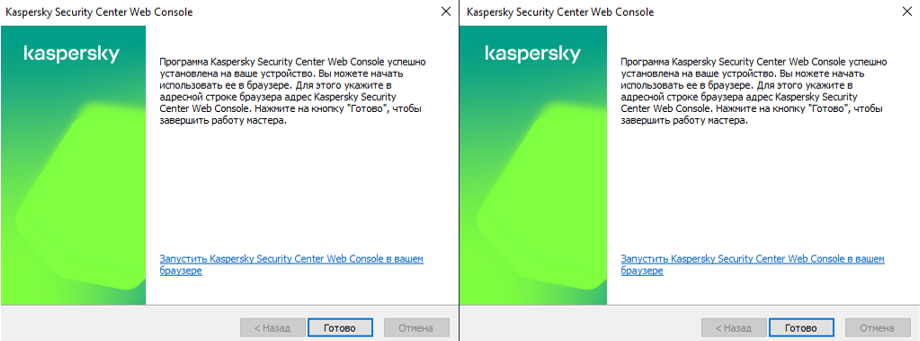 Kaspersky Security Center Web Console
kaspersky
Программа Kaspersky Security Center Web Console успешно
установлена на ваше устройство. Вы можете начать
использовать ее в браузере. Для этого укажите в
адресной строке браузера адрес Kaspersky Security
Center Web Console. Нажмите на кнопку "Готово", чтобы
завершить работу мастера.
Запустить Kaspersky Security Center Web Console в вашем
браузере
< Назад
Готово
Отмена
Kaspersky Security Center Web Console
kaspersky
Программа Kaspersky Security Center Web Console успешно
установлена на ваше устройство. Вы можете начать
использовать ее в браузере. Для этого укажите в
адресной строке браузера адрес Kaspersky Security
Center Web Console. Нажмите на кнопку "Готово", чтобы
завершить работу мастера.
Запустить Kaspersky Security Center Web Console в вашем
браузере
< Назад
Готово
Отмена